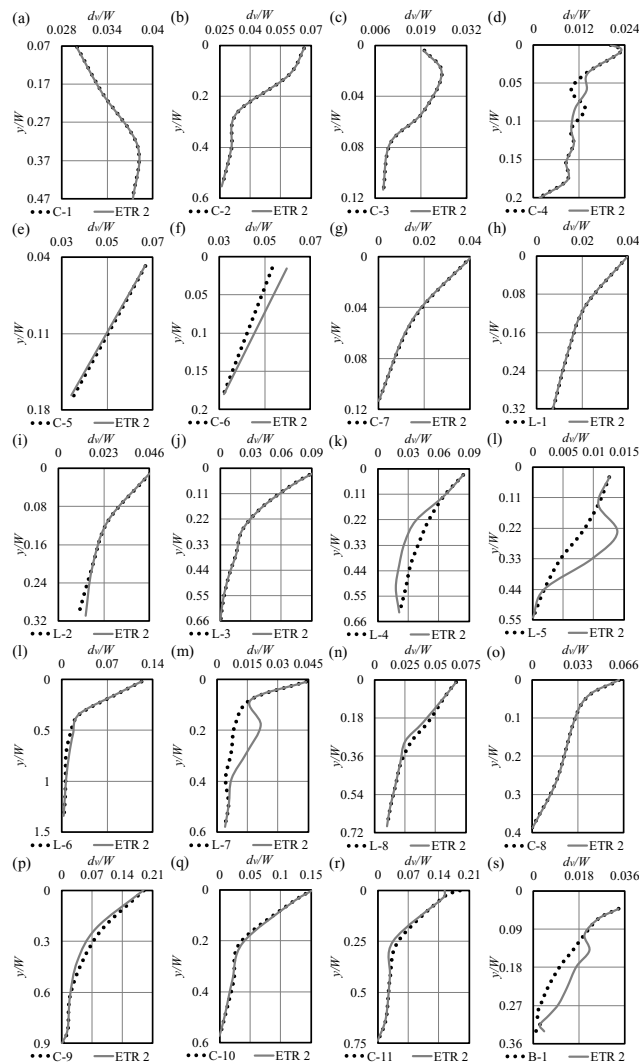 (a) dv/W
0.028 0.034 0.04
y/W
0.07
0.17
0.27
0.37
0.47
C-1 ETR 2
(b) dv/W
0.025 0.04 0.055 0.07
y/W
0
0.2
0.4
0.6
C-2 ETR 2
(c) dv/W
0.006 0.019 0.032
y/W
0
0.04
0.08
0.12
C-3 ETR 2
(d) dv/W
0 0.012 0.024
y/W
0
0.05
0.1
0.15
0.2
C-4 ETR 2
(e) dv/W
0.03 0.05 0.07
y/W
0.04
0.11
0.18
C-5 ETR 2
(f) dv/W
0.03 0.05 0.07
y/W
0
0.05
0.1
0.15
0.2
C-6 ETR 2
(g) dv/W
0 0.02 0.04
y/W
0
0.04
0.08
0.12
C-7 ETR 2
(h) dv/W
0 0.02 0.04
y/W
0
0.08
0.16
0.24
0.32
L-1 ETR 2
(i) dv/W
0 0.023 0.046
y/W
0
0.08
0.16
0.24
0.32
L-2 ETR 2
(j) dv/W
0 0.03 0.06 0.09
y/W
0
0.11
0.22
0.33
0.44
0.55
0.66
L-3 ETR 2
(k) dv/W
0 0.03 0.06 0.09
y/W
0
0.11
0.22
0.33
0.44
0.55
0.66
L-4 ETR 2
(l) dv/W
0 0.005 0.01 0.015
y/W
0
0.11
0.22
0.33
0.44
0.55
L-5 ETR 2
(l) dv/W
0 0.07 0.14
y/W
0
0.5
1
1.5
L-6 ETR 2
(m) dv/W
0 0.015 0.03 0.045
y/W
0
0.2
0.4
0.6
L-7 ETR 2
(n) dv/W
0 0.025 0.05 0.075
y/W
0
0.18
0.36
0.54
0.72
L-8 ETR 2
(o) dv/W
0 0.033 0.066
y/W
0
0.1
0.2
0.3
0.4
C-8 ETR 2
(p) dv/W
0 0.07 0.14 0.21
y/W
0
0.3
0.6
0.9
C-9 ETR 2
(q) dv/W
0 0.05 0.1 0.15
y/W
0
0.2
0.4
0.6
C-10 ETR 2
(r) dv/W
0 0.07 0.14 0.21
y/W
0
0.25
0.5
0.75
C-11 ETR 2
(s) dv/W
0 0.018 0.036
y/W
0
0.09
0.18
0.27
0.36
B-1 ETR 2